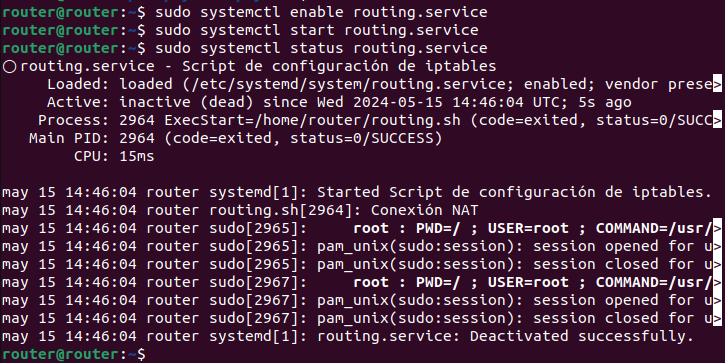 router@router:~$ sudo systemctl enable routing.service
router@router:~$ sudo systemctl start routing.service
router@router:~$ sudo systemctl status routing.service
○ routing.service - Script de configuración de iptables
     Loaded: loaded (/etc/systemd/system/routing.service; enabled; vendor prese>
     Active: inactive (dead) since Wed 2024-05-15 14:46:04 UTC; 5s ago
    Process: 2964 ExecStart=/home/router/routing.sh (code=exited, status=0/SUCC>
   Main PID: 2964 (code=exited, status=0/SUCCESS)
        CPU: 15ms

may 15 14:46:04 router systemd[1]: Started Script de configuración de iptables.
may 15 14:46:04 router routing.sh[2964]: Conexión NAT
may 15 14:46:04 router sudo[2965]:     root : PWD=/ ; USER=root ; COMMAND=/usr/>
may 15 14:46:04 router sudo[2965]: pam_unix(sudo:session): session opened for u>
may 15 14:46:04 router sudo[2965]: pam_unix(sudo:session): session closed for u>
may 15 14:46:04 router sudo[2967]:     root : PWD=/ ; USER=root ; COMMAND=/usr/>
may 15 14:46:04 router sudo[2967]: pam_unix(sudo:session): session opened for u>
may 15 14:46:04 router sudo[2967]: pam_unix(sudo:session): session closed for u>
may 15 14:46:04 router systemd[1]: routing.service: Deactivated successfully.
router@router:~$